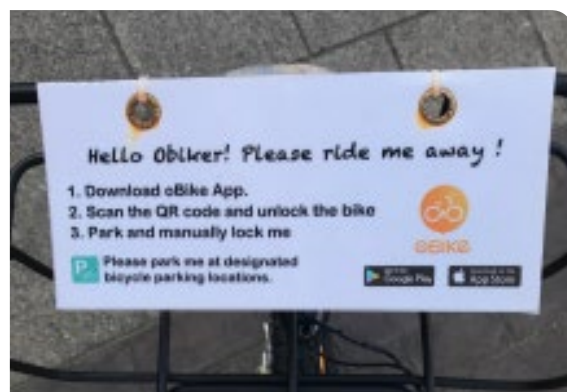 Hello Obiker! Please ride me away !
1. Download oBike App.
2. Scan the QR code and unlock the bike
3. Park and manually lock me
oBIKE
P
Please park me at designated
bicycle parking locations.
Google Play
App Store